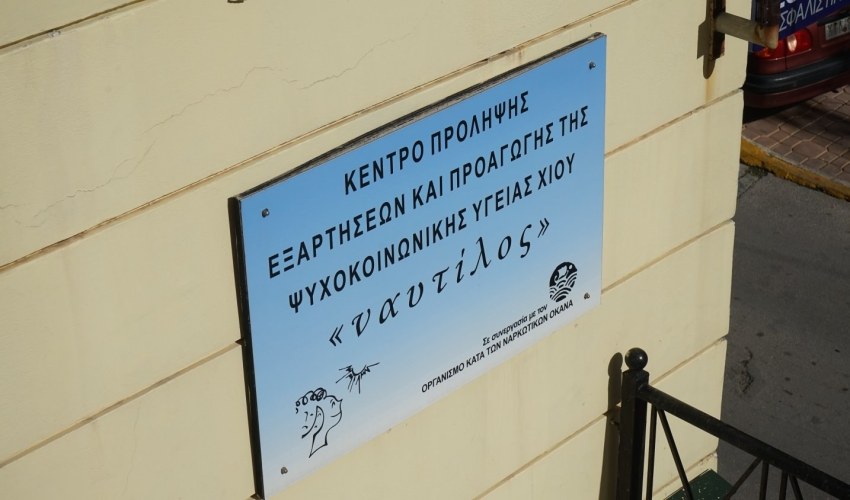 ΚΕΝΤΡΟ ΠΡΟΛΗΨΗΣ
ΕΞΑΡΤΗΣΕΩΝ ΚΑΙ ΠΡΟΑΓΩΓΗΣ ΤΗΣ
ΨΥΧΟΚΟΙΝΩΝΙΚΗΣ ΥΓΕΙΑΣ ΧΙΟΥ
«ναυτίλος»
Σε συνεργασία με τον
ΟΡΓΑΝΙΣΜΟ ΚΑΤΑ ΤΩΝ ΝΑΡΚΩΤΙΚΩΝ ΟΚΑΝΑ